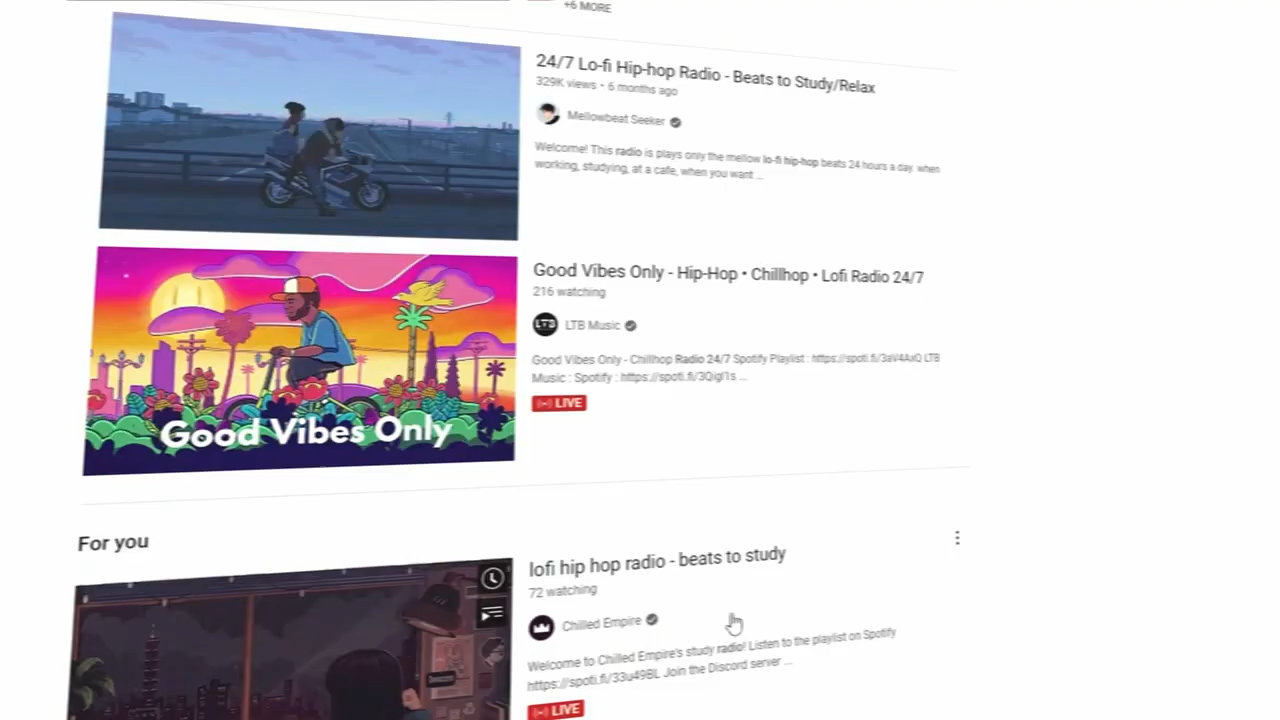 +6 MORE
24/7 Lo-fi Hip-hop Radio - Beats to Study/Relax
329K views • 6 months ago
Mellowbeat Seeker
Welcome! This radio is plays only the mellow lo-fi hip-hop beats 24 hours a day. when
working, studying, at a cafe, when you want ...
Good Vibes Only - Hip-Hop • Chillhop • Lofi Radio 24/7
216 watching
LTB LTB Music
Good Vibes Only - Chillhop Radio 24/7 Spotify Playlist : https://spoti.fi/3aV4AxQ LTB
Music : Spotify : https://spoti.fi/3Qigl1s ...
LIVE
Good Vibes Only
For you
lofi hip hop radio - beats to study
72 watching
Chilled Empire
Welcome to Chilled Empire's study radio! Listen to the playlist on Spotify
https://spoti.fi/33u49BL Join the Discord server ...
LIVE